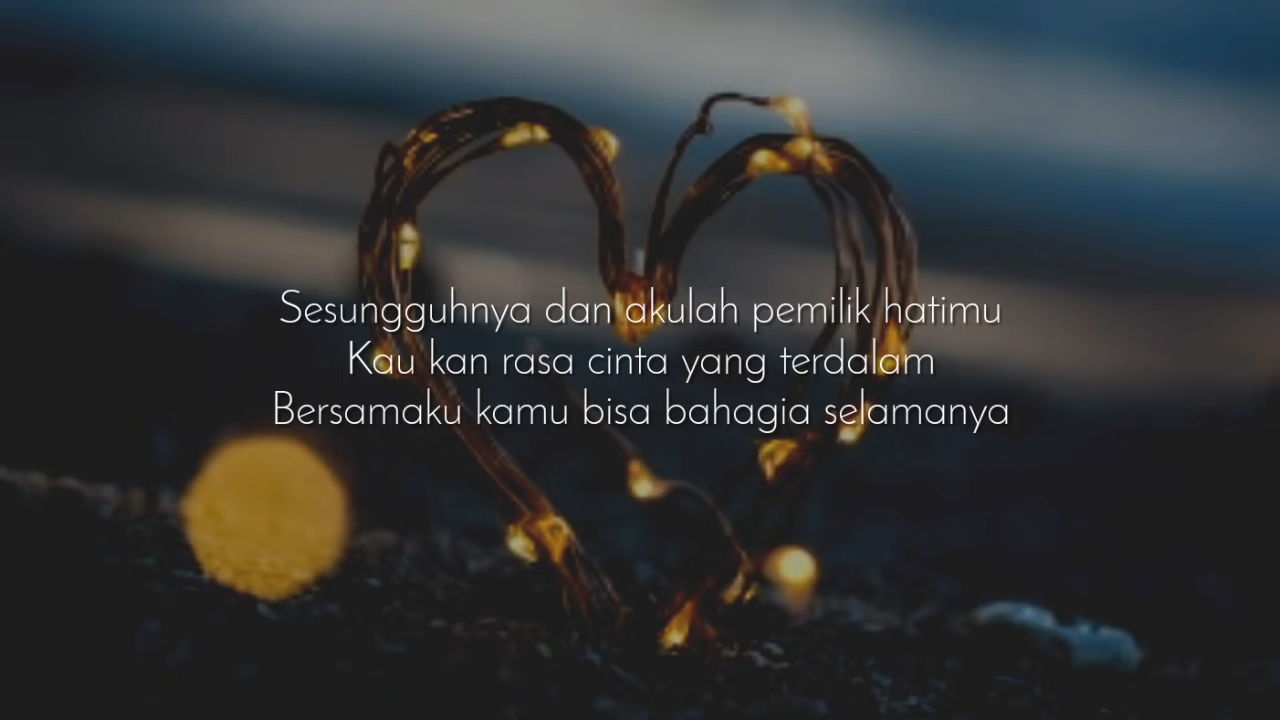 Sesungguhnya dan akulah pemilik hatimu
Kau kan rasa cinta yang terdalam
Bersamaku kamu bisa bahagia selamanya